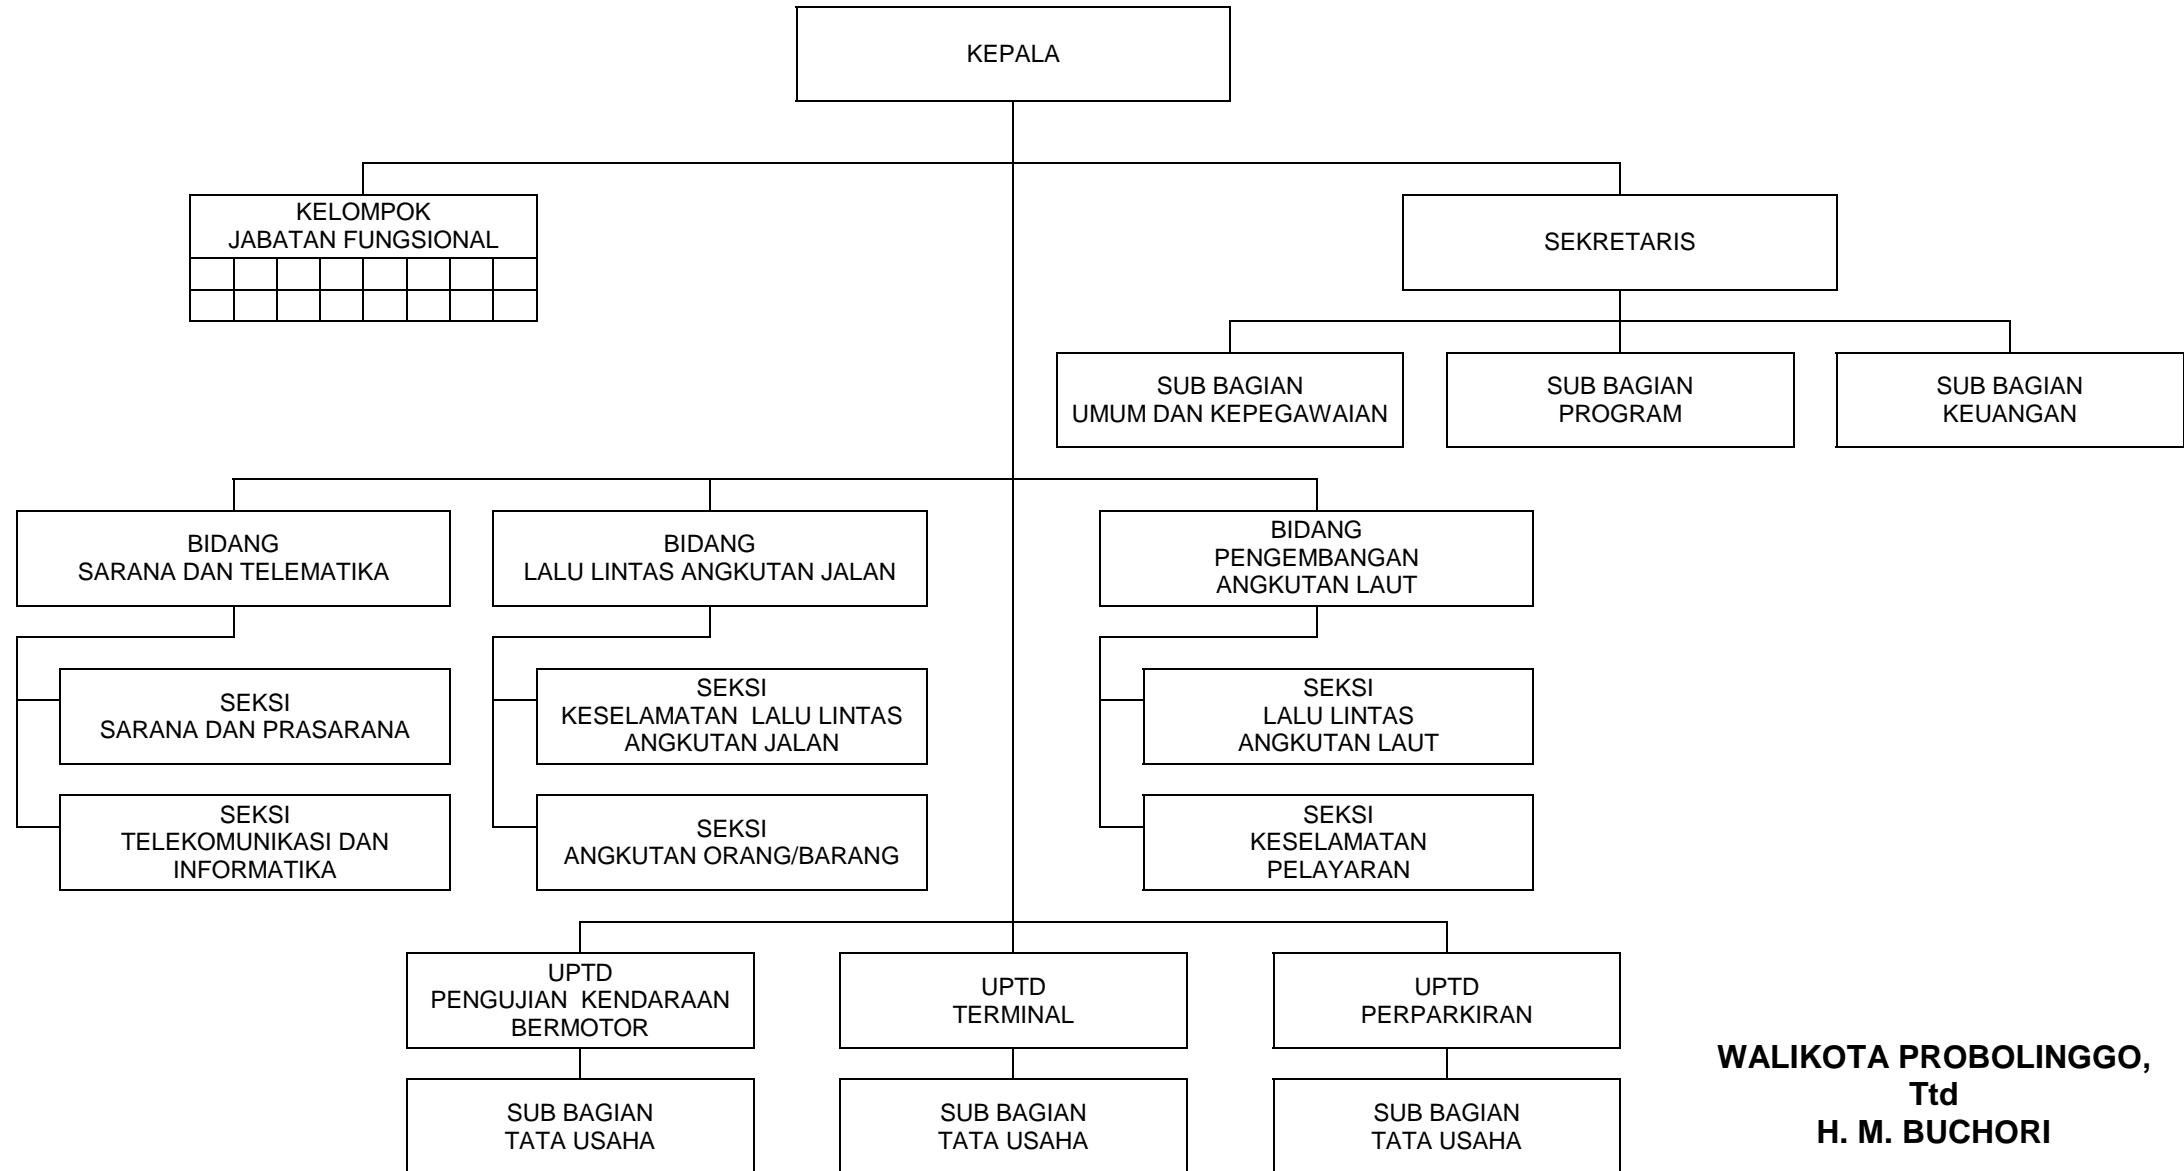 KEPALA
KELOMPOK
JABATAN FUNGSIONAL
SEKRETARIS
SUB BAGIAN
UMUM DAN KEPEGAWAIAN
SUB BAGIAN
PROGRAM
SUB BAGIAN
KEUANGAN
BIDANG
SARANA DAN TELEMATIKA
BIDANG
LALU LINTAS ANGKUTAN JALAN
BIDANG
PENGEMBANGAN
ANGKUTAN LAUT
SEKSI
SARANA DAN PRASARANA
SEKSI
KESELAMATAN  LALU LINTAS
ANGKUTAN JALAN
SEKSI
LALU LINTAS
ANGKUTAN LAUT
SEKSI
TELEKOMUNIKASI DAN
INFORMATIKA
SEKSI
ANGKUTAN ORANG/BARANG
SEKSI
KESELAMATAN
PELAYARAN
UPTD
PENGUJIAN  KENDARAAN
BERMOTOR
UPTD
TERMINAL
UPTD
PERPARKIRAN
SUB BAGIAN
TATA USAHA
SUB BAGIAN
TATA USAHA
SUB BAGIAN
TATA USAHA
WALIKOTA PROBOLINGGO,
Ttd
H. M. BUCHORI